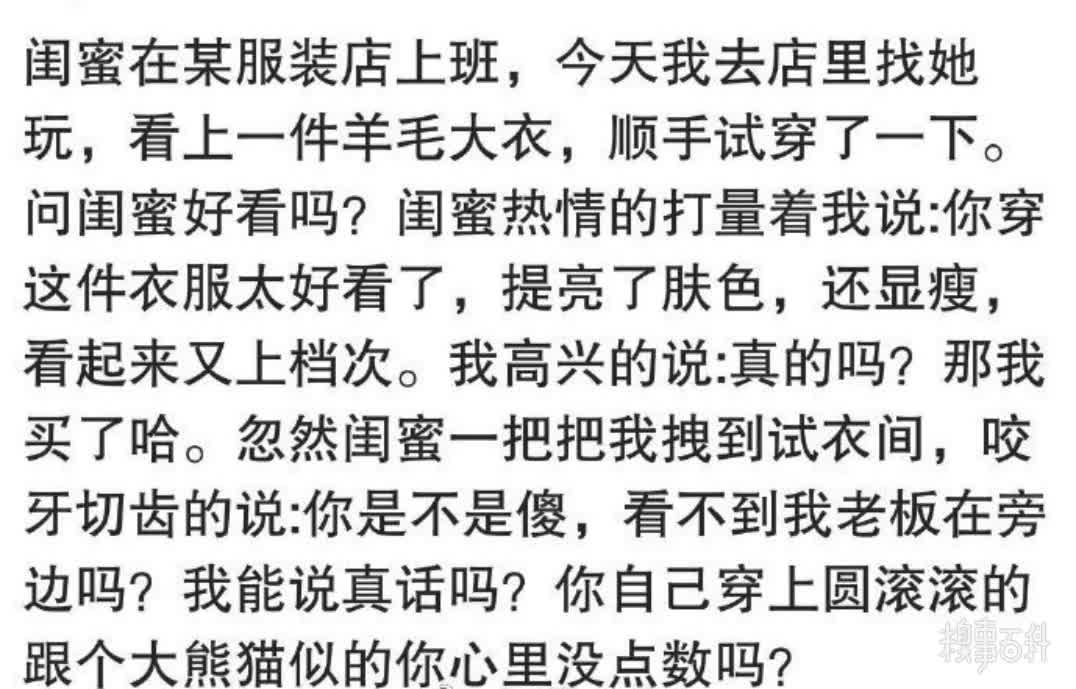 闺蜜在某服装店上班，今天我去店里找她
玩，看上一件羊毛大衣，顺手试穿了一下。
问闺蜜好看吗？闺蜜热情的打量着我说:你穿
这件衣服太好看了，提亮了肤色，还显瘦，
看起来又上档次。我高兴的说:真的吗？那我
买了哈。忽然闺蜜一把把我拽到试衣间，咬
牙切齿的说:你是不是傻，看不到我老板在旁
边吗？我能说真话吗？你自己穿上圆滚滚的
跟个大熊猫似的你心里没点数吗？
糗事百科